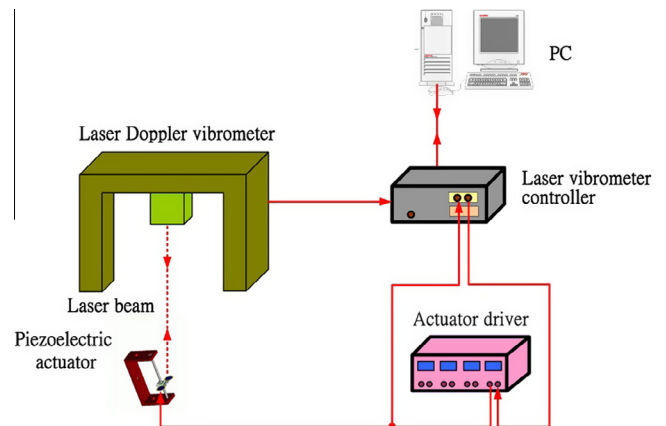 PC
Laser Doppler vibrometer
Laser vibrometer
controller
Laser beam
Piezoelectric
actuator
Actuator driver